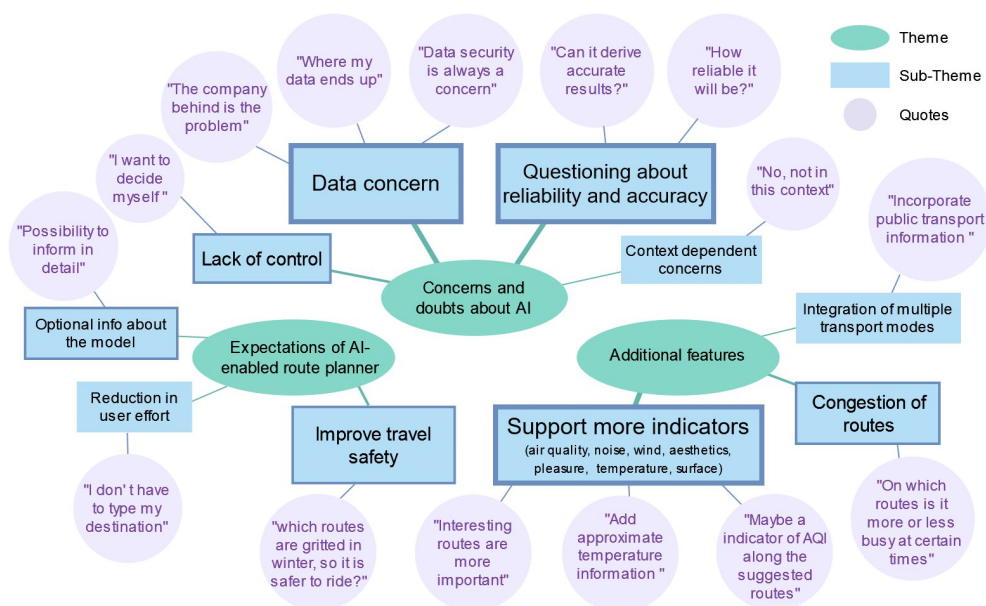 Theme
Sub-Theme
Quotes
"The company
behind is the
problem"
"Where my
data ends up"
"Data security
is always a
concern"
"Can it derive
accurate
results?"
"How
reliable it
will be?"
"I want to
decide
myself "
Data concern
Questioning about
reliability and accuracy
"No, not in
this context"
"Incorporate
public transport
information "
"Possibility to
inform in
detail"
Lack of control
Context dependent
concerns
Concerns and
doubts about AI
Optional info about
the model
Integration of multiple
transport modes
Expectations of AI-
enabled route planner
Additional features
Reduction in
user effort
Improve travel
safety
Support more indicators
(air quality, noise, wind, aesthetics,
pleasure, temperature, surface)
Congestion of
routes
"I don' t have
to type my
destination"
"which routes
are gritted in
winter, so it is
safer to ride?"
"Interesting
routes are
more
important"
"Add
approximate
temperature
information "
"Maybe a
indicator of AQI
along the
suggested
routes"
"On which
routes is it
more or less
busy at certain
times"